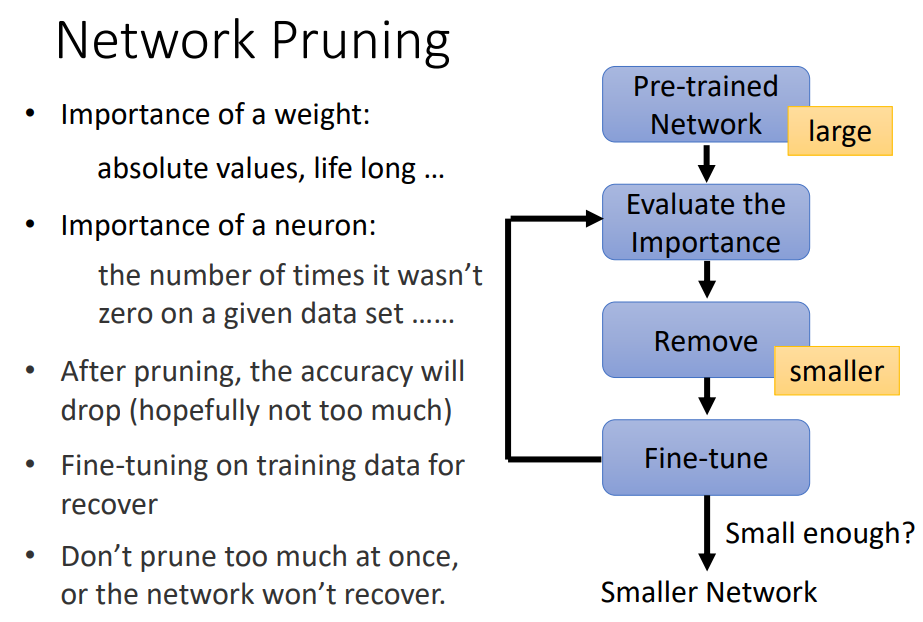 Network Pruning
• Importance of a weight:
absolute values, life long …
• Importance of a neuron:
the number of times it wasn’t
zero on a given data set ……
• After pruning, the accuracy will
drop (hopefully not too much)
• Fine-tuning on training data for
recover
• Don’t prune too much at once,
or the network won’t recover.
Pre-trained
Network
large
Evaluate the
Importance
Remove
smaller
Fine-tune
Small enough?
Smaller Network